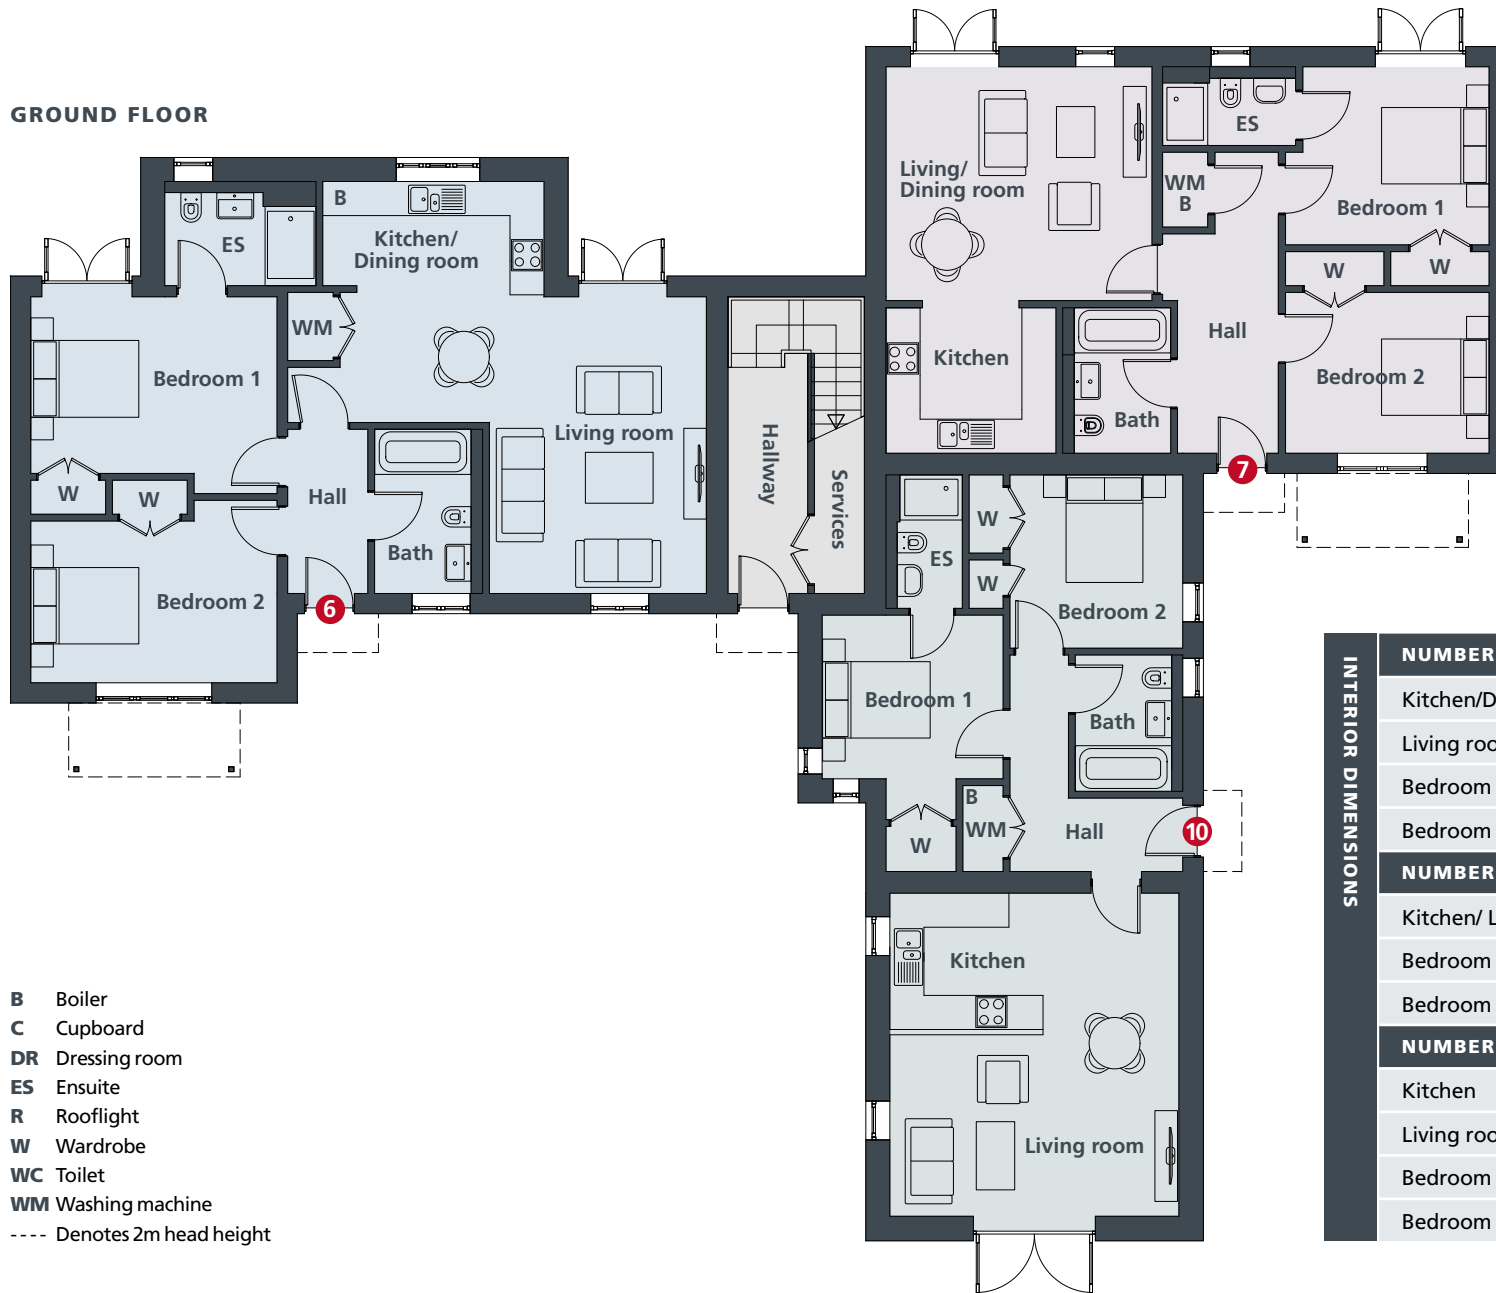 GROUND FLOOR
ES
B
Kitchen/
Dining room
WM
Bedroom 1
Living room
W
W
Hall
Bath
Bedroom 2
6
Hallway
Services
Living/
Dining room
ES
WM
B
Bedroom 1
W
W
Hall
Kitchen
Bedroom 2
Bath
7
W
ES
W
Bedroom 2
Bedroom 1
Bath
B
WM
W
Hall
10
Kitchen
Living room
B Boiler
C Cupboard
DR Dressing room
ES Ensuite
R Rooflight
W Wardrobe
WC Toilet
WM Washing machine
---- Denotes 2m head height
INTERIOR DIMENSIONS
NUMBER
Kitchen/D
Living roo
Bedroom
Bedroom
NUMBER
Kitchen/ L
Bedroom
Bedroom
NUMBER
Kitchen
Living roo
Bedroom
Bedroom